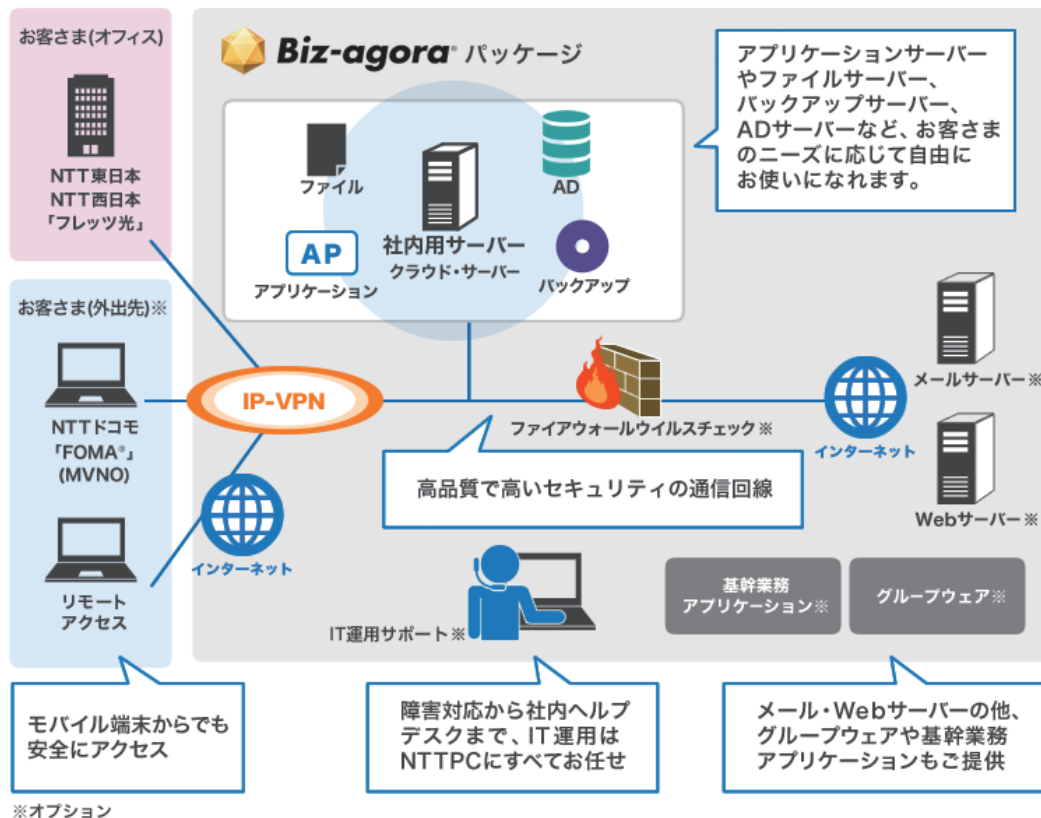 お客さま(オフィス)
NTT東日本
NTT西日本
「フレッツ光」
Biz-agora® パッケージ
ファイル
AD
社内用サーバー
クラウド・サーバー
AP
アプリケーション
バックアップ
アプリケーションサーバー
やファイルサーバー、
バックアップサーバー、
ADサーバーなど、お客さま
のニーズに応じて自由に
お使いになれます。
お客さま(外出先)※
NTTドコモ
「FOMA®」
(MVNO)
リモート
アクセス
IP-VPN
インターネット
ファイアウォールウイルスチェック※
高品質で高いセキュリティの通信回線
インターネット
メールサーバー※
Webサーバー※
IT運用サポート※
基幹業務
アプリケーション※
グループウェア※
モバイル端末からでも
安全にアクセス
障害対応から社内ヘルプ
デスクまで、IT運用は
NTTPCにすべてお任せ
メール・Webサーバーの他、
グループウェアや基幹業務
アプリケーションもご提供
※オプション